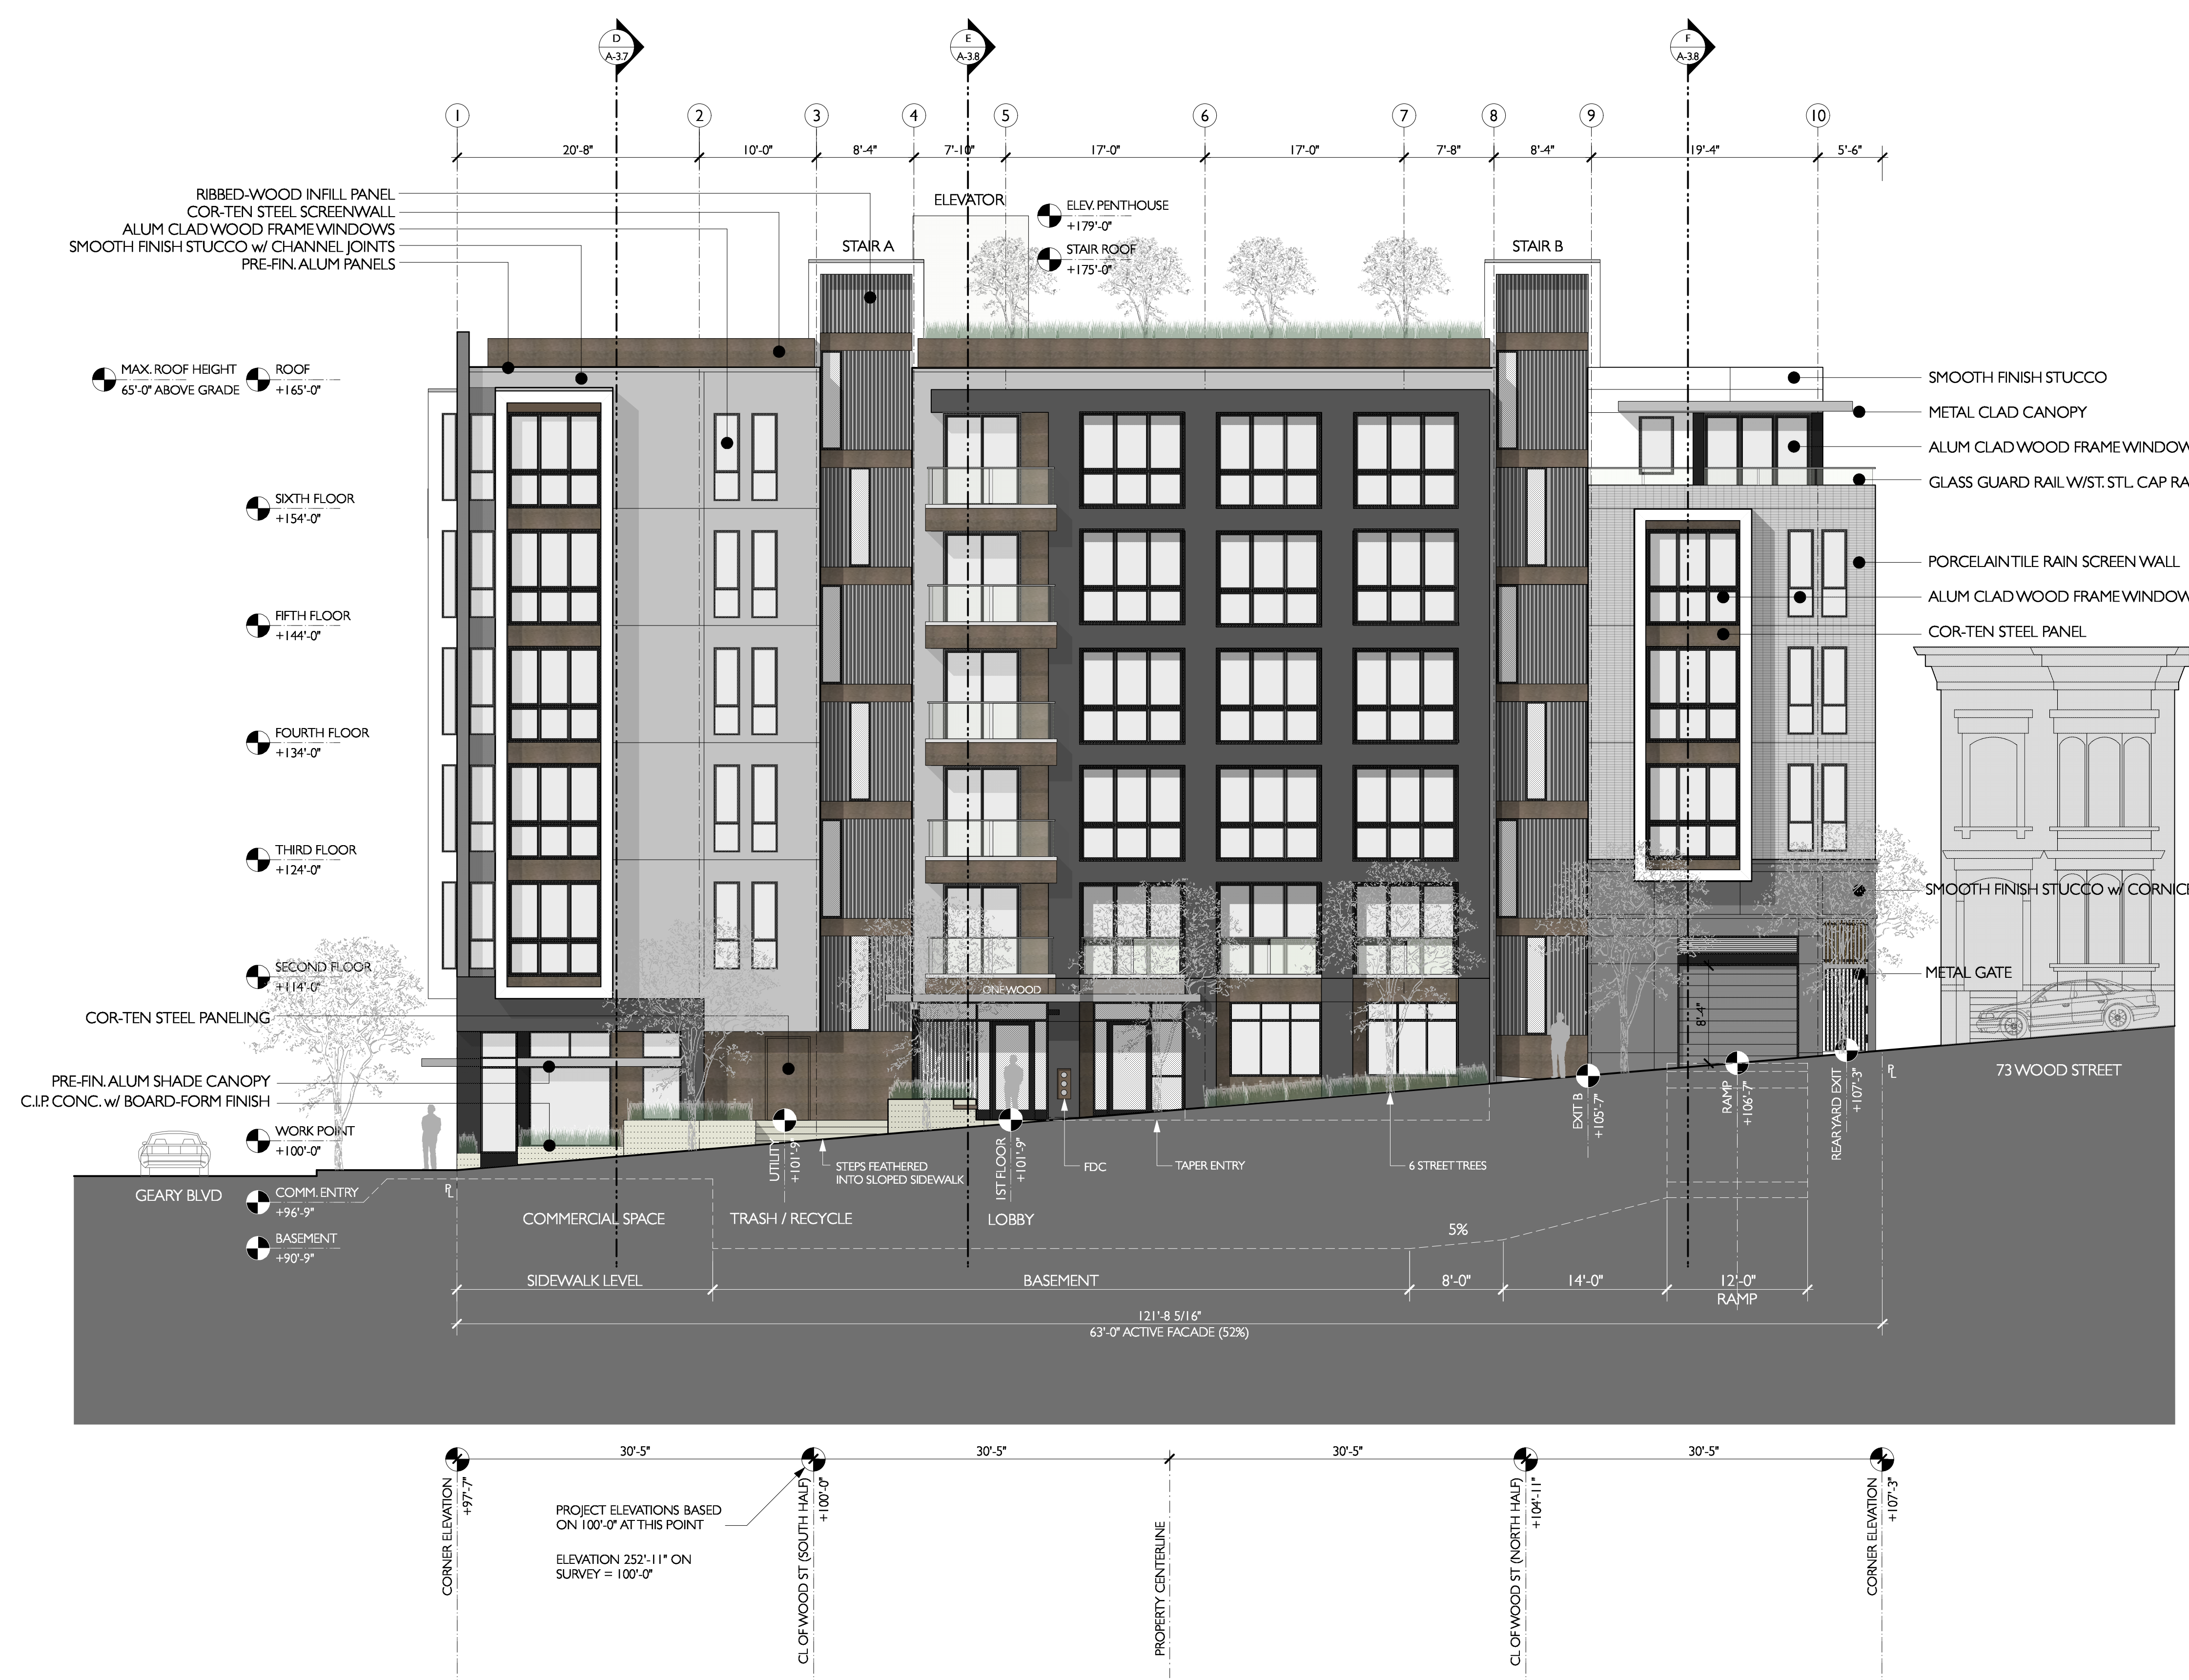 D
A-3.7
E
A-3.8
F
A-3.8
1
2
3
4
5
6
7
8
9
10
20'-8"
10'-0"
8'-4"
7'-10"
17'-0"
17'-0"
7'-8"
8'-4"
19'-4"
5'-6"
RIBBED-WOOD INFILL PANEL
COR-TEN STEEL SCREENWALL
ALUM CLAD WOOD FRAME WINDOWS
SMOOTH FINISH STUCCO w/ CHANNEL JOINTS
PRE-FIN. ALUM PANELS
ELEVATOR
ELEV. PENTHOUSE
+179'-0"
STAIR A
STAIR ROOF
+175'-0"
STAIR B
MAX. ROOF HEIGHT
65'-0" ABOVE GRADE
ROOF
+165'-0"
SIXTH FLOOR
+154'-0"
FIFTH FLOOR
+144'-0"
FOURTH FLOOR
+134'-0"
THIRD FLOOR
+124'-0"
SECOND FLOOR
+114'-0"
COR-TEN STEEL PANELING
PRE-FIN. ALUM SHADE CANOPY
C.I.P. CONC. w/ BOARD-FORM FINISH
WORK POINT
+100'-0"
SMOOTH FINISH STUCCO
METAL CLAD CANOPY
ALUM CLAD WOOD FRAME WINDOW
GLASS GUARD RAIL W/ST. STL. CAP RA
PORCELAIN TILE RAIN SCREEN WALL
ALUM CLAD WOOD FRAME WINDOW
COR-TEN STEEL PANEL
SMOOTH FINISH STUCCO w/ CORNICE
METAL GATE
ONEWOOD
8'-4"
73 WOOD STREET
GEARY BLVD
COMM. ENTRY
+96'-9"
BASEMENT
+90'-9"
PL
COMMERCIAL SPACE
TRASH / RECYCLE
UTILITY
+101'-9"
STEPS FEATHERED
INTO SLOPED SIDEWALK
1ST FLOOR
+101'-9"
LOBBY
FDC
TAPER ENTRY
6 STREET TREES
EXIT B
+105'-7"
RAMP
+106'-7"
REARYARD EXIT
+107'-3"
PL
5%
SIDEWALK LEVEL
BASEMENT
8'-0"
14'-0"
12'-0"
RAMP
121'-8 5/16"
63'-0" ACTIVE FACADE (52%)
30'-5"
30'-5"
30'-5"
30'-5"
CORNER ELEVATION
+97'-7"
PROJECT ELEVATIONS BASED
ON 100'-0" AT THIS POINT
ELEVATION 252'-11" ON
SURVEY = 100'-0"
CL OF WOOD ST (SOUTH HALF)
+100'-0"
PROPERTY CENTERLINE
CL OF WOOD ST (NORTH HALF)
+104'-11"
CORNER ELEVATION
+107'-3"